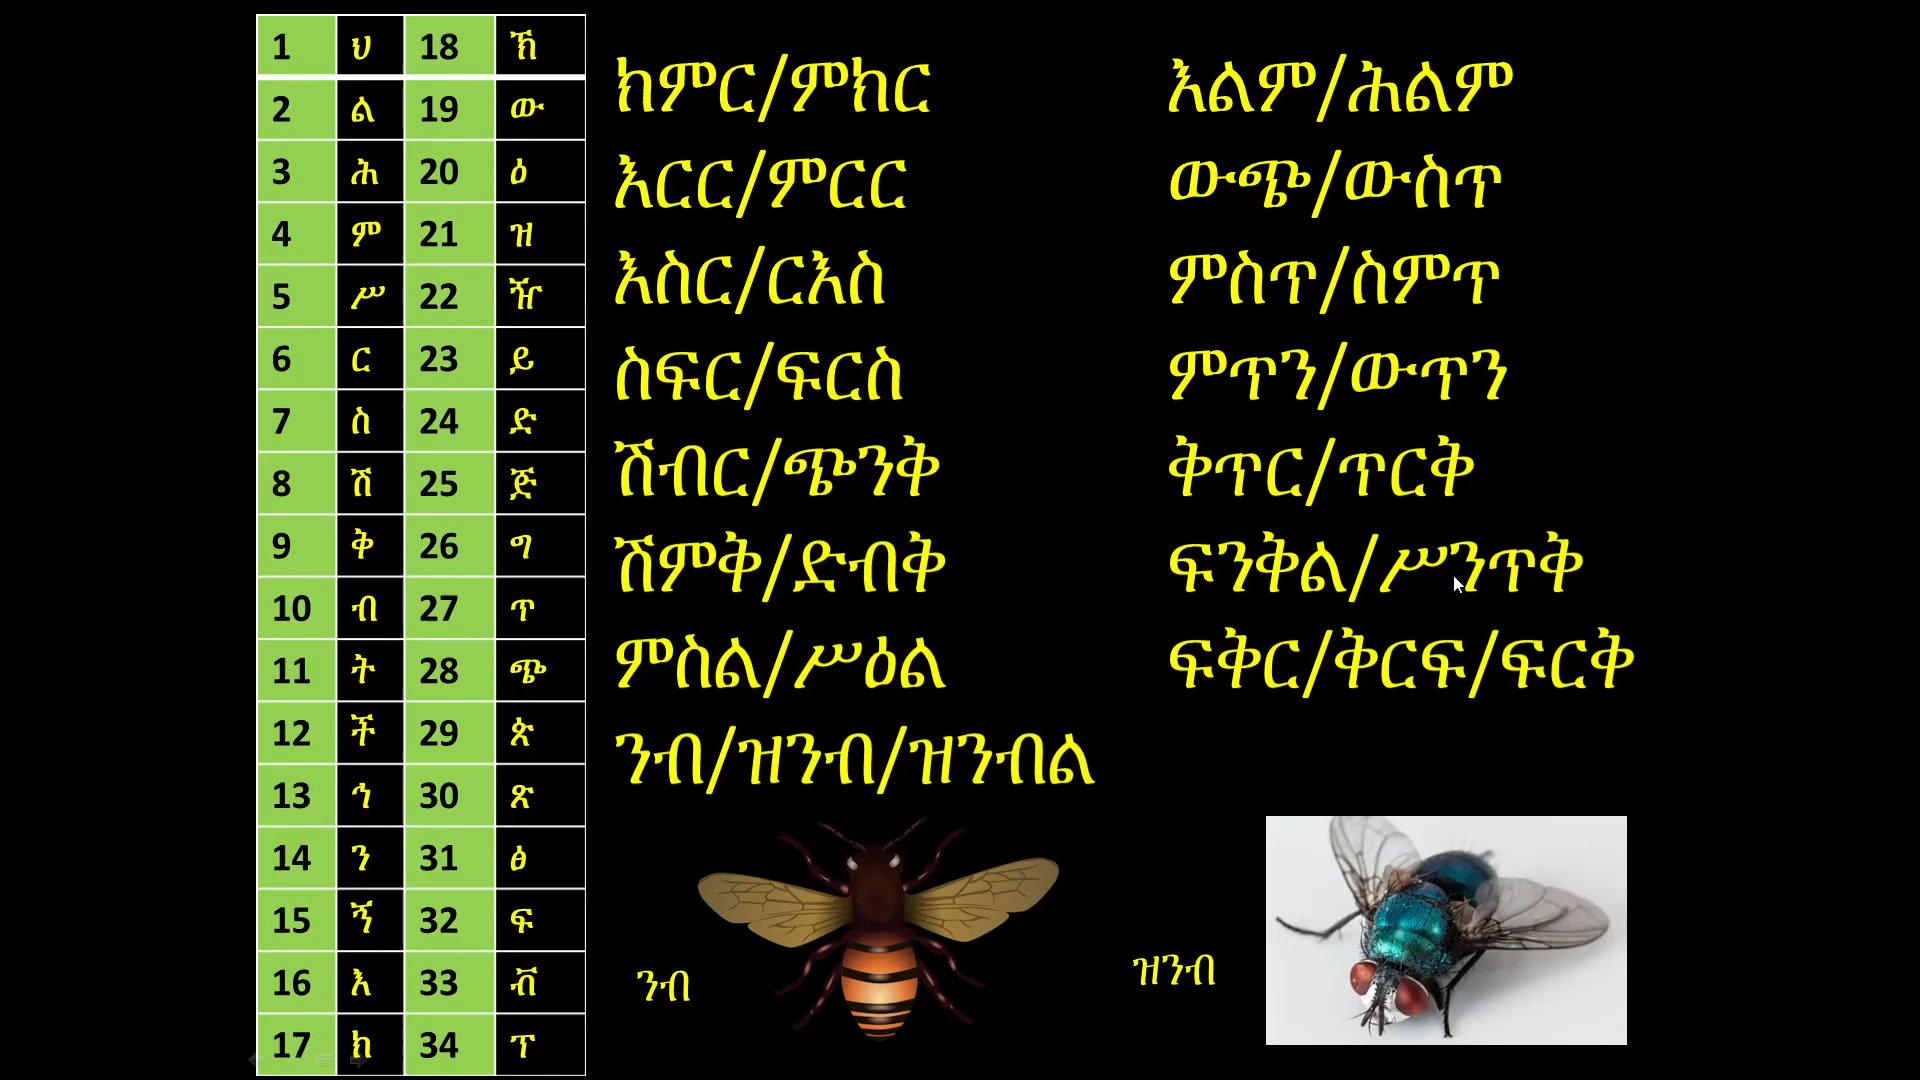 1 ህ 18 ኽ
2 ል 19 ው
3 ሕ 20 ዕ
4 ም 21 ዝ
5 ሥ 22 ዥ
6 ር 23 ይ
7 ስ 24 ድ
8 ሽ 25 ጅ
9 ቅ 26 ግ
10 ብ 27 ጥ
11 ት 28 ጭ
12 ች 29 ጵ
13 ኅ 30 ጽ
14 ን 31 ፅ
15 ኝ 32 ፍ
16 እ 33 ቭ
17 ክ 34 ፕ
ክምር/ምክር
እርር/ምርር
እስር/ርእስ
ስፍር/ፍርስ
ሽብር/ጭንቅ
ሽምቅ/ድብቅ
ምስል/ሥዕል
ንብ/ዝንብ/ዝንብል
እልም/ሕልም
ውጭ/ውስጥ
ምስጥ/ስምጥ
ምጥን/ውጥን
ቅጥር/ጥርቅ
ፍንቅል/ሥንጥቅ
ፍቅር/ቅርፍ/ፍርቅ
ንብ
ዝንብ